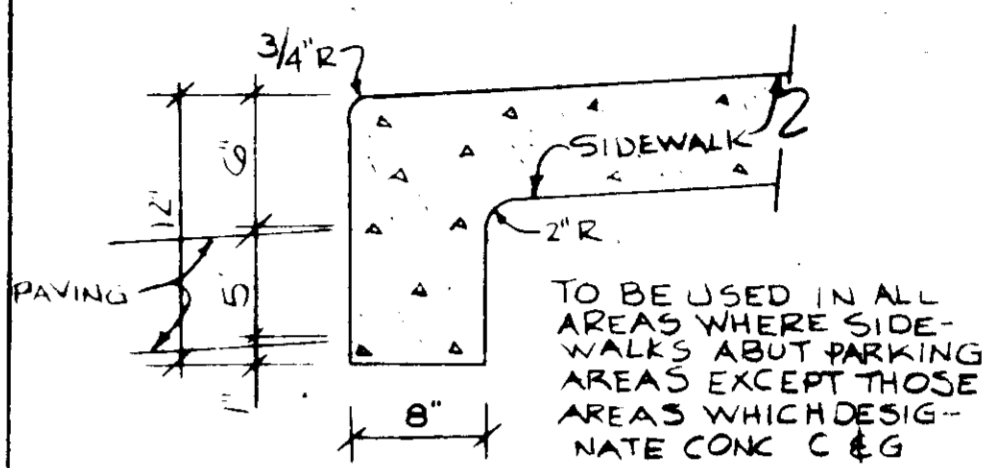 3/4" R
6"
12"
SIDEWALK
2" R
PAVING
5
1"
8"
TO BE USED IN ALL
AREAS WHERE SIDE-
WALKS ABUT PARKING
AREAS EXCEPT THOSE
AREAS WHICH DESIG-
NATE CONC C & G